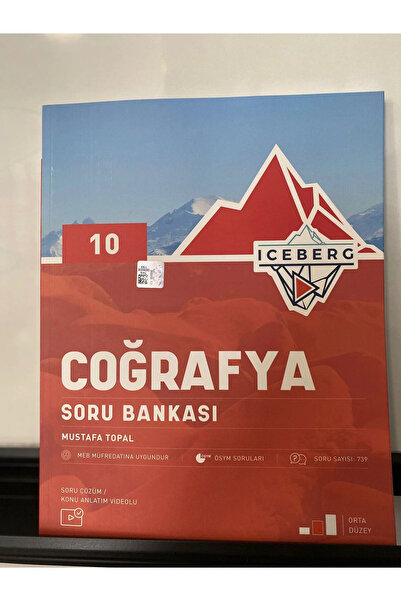 10
ICEBERG
COĞRAFYA
SORU BANKASI
MUSTAFA TOPAL
MEB MÜFREDATINA UYGUNDUR
ÖSYM SORULARI
SORU SAYISI: 739
SORU ÇÖZÜM /
KONU ANLATIM VİDEOLU
ORTA
DÜZEY